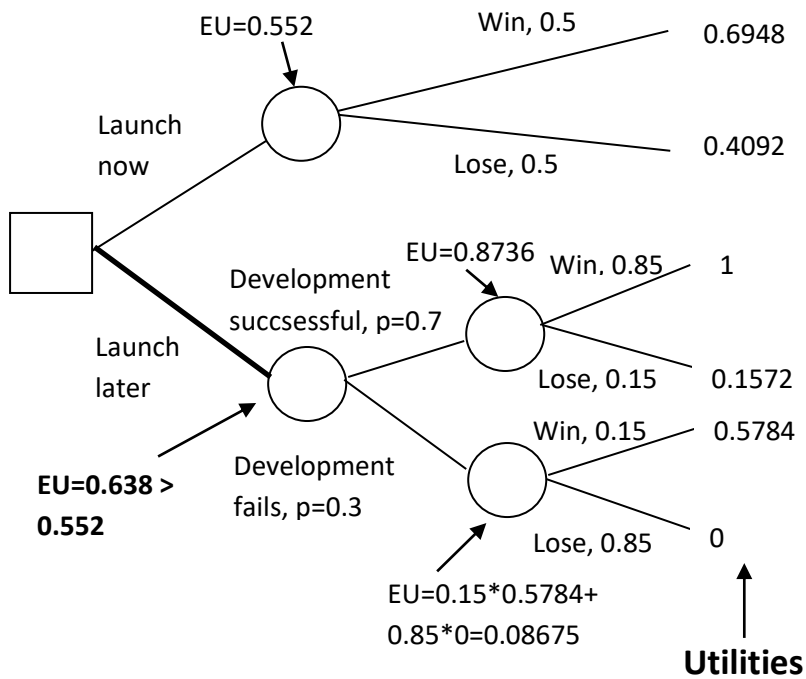 EU=0.552
Win, 0.5
0.6948
Launch
now
Lose, 0.5
0.4092
EU=0.8736
Win, 0.85
1
Development
succsessful, p=0.7
Launch
later
Lose, 0.15
0.1572
Win, 0.15
0.5784
EU=0.638 >
0.552
Development
fails, p=0.3
Lose, 0.85
0
EU=0.15*0.5784+
0.85*0=0.08675
Utilities